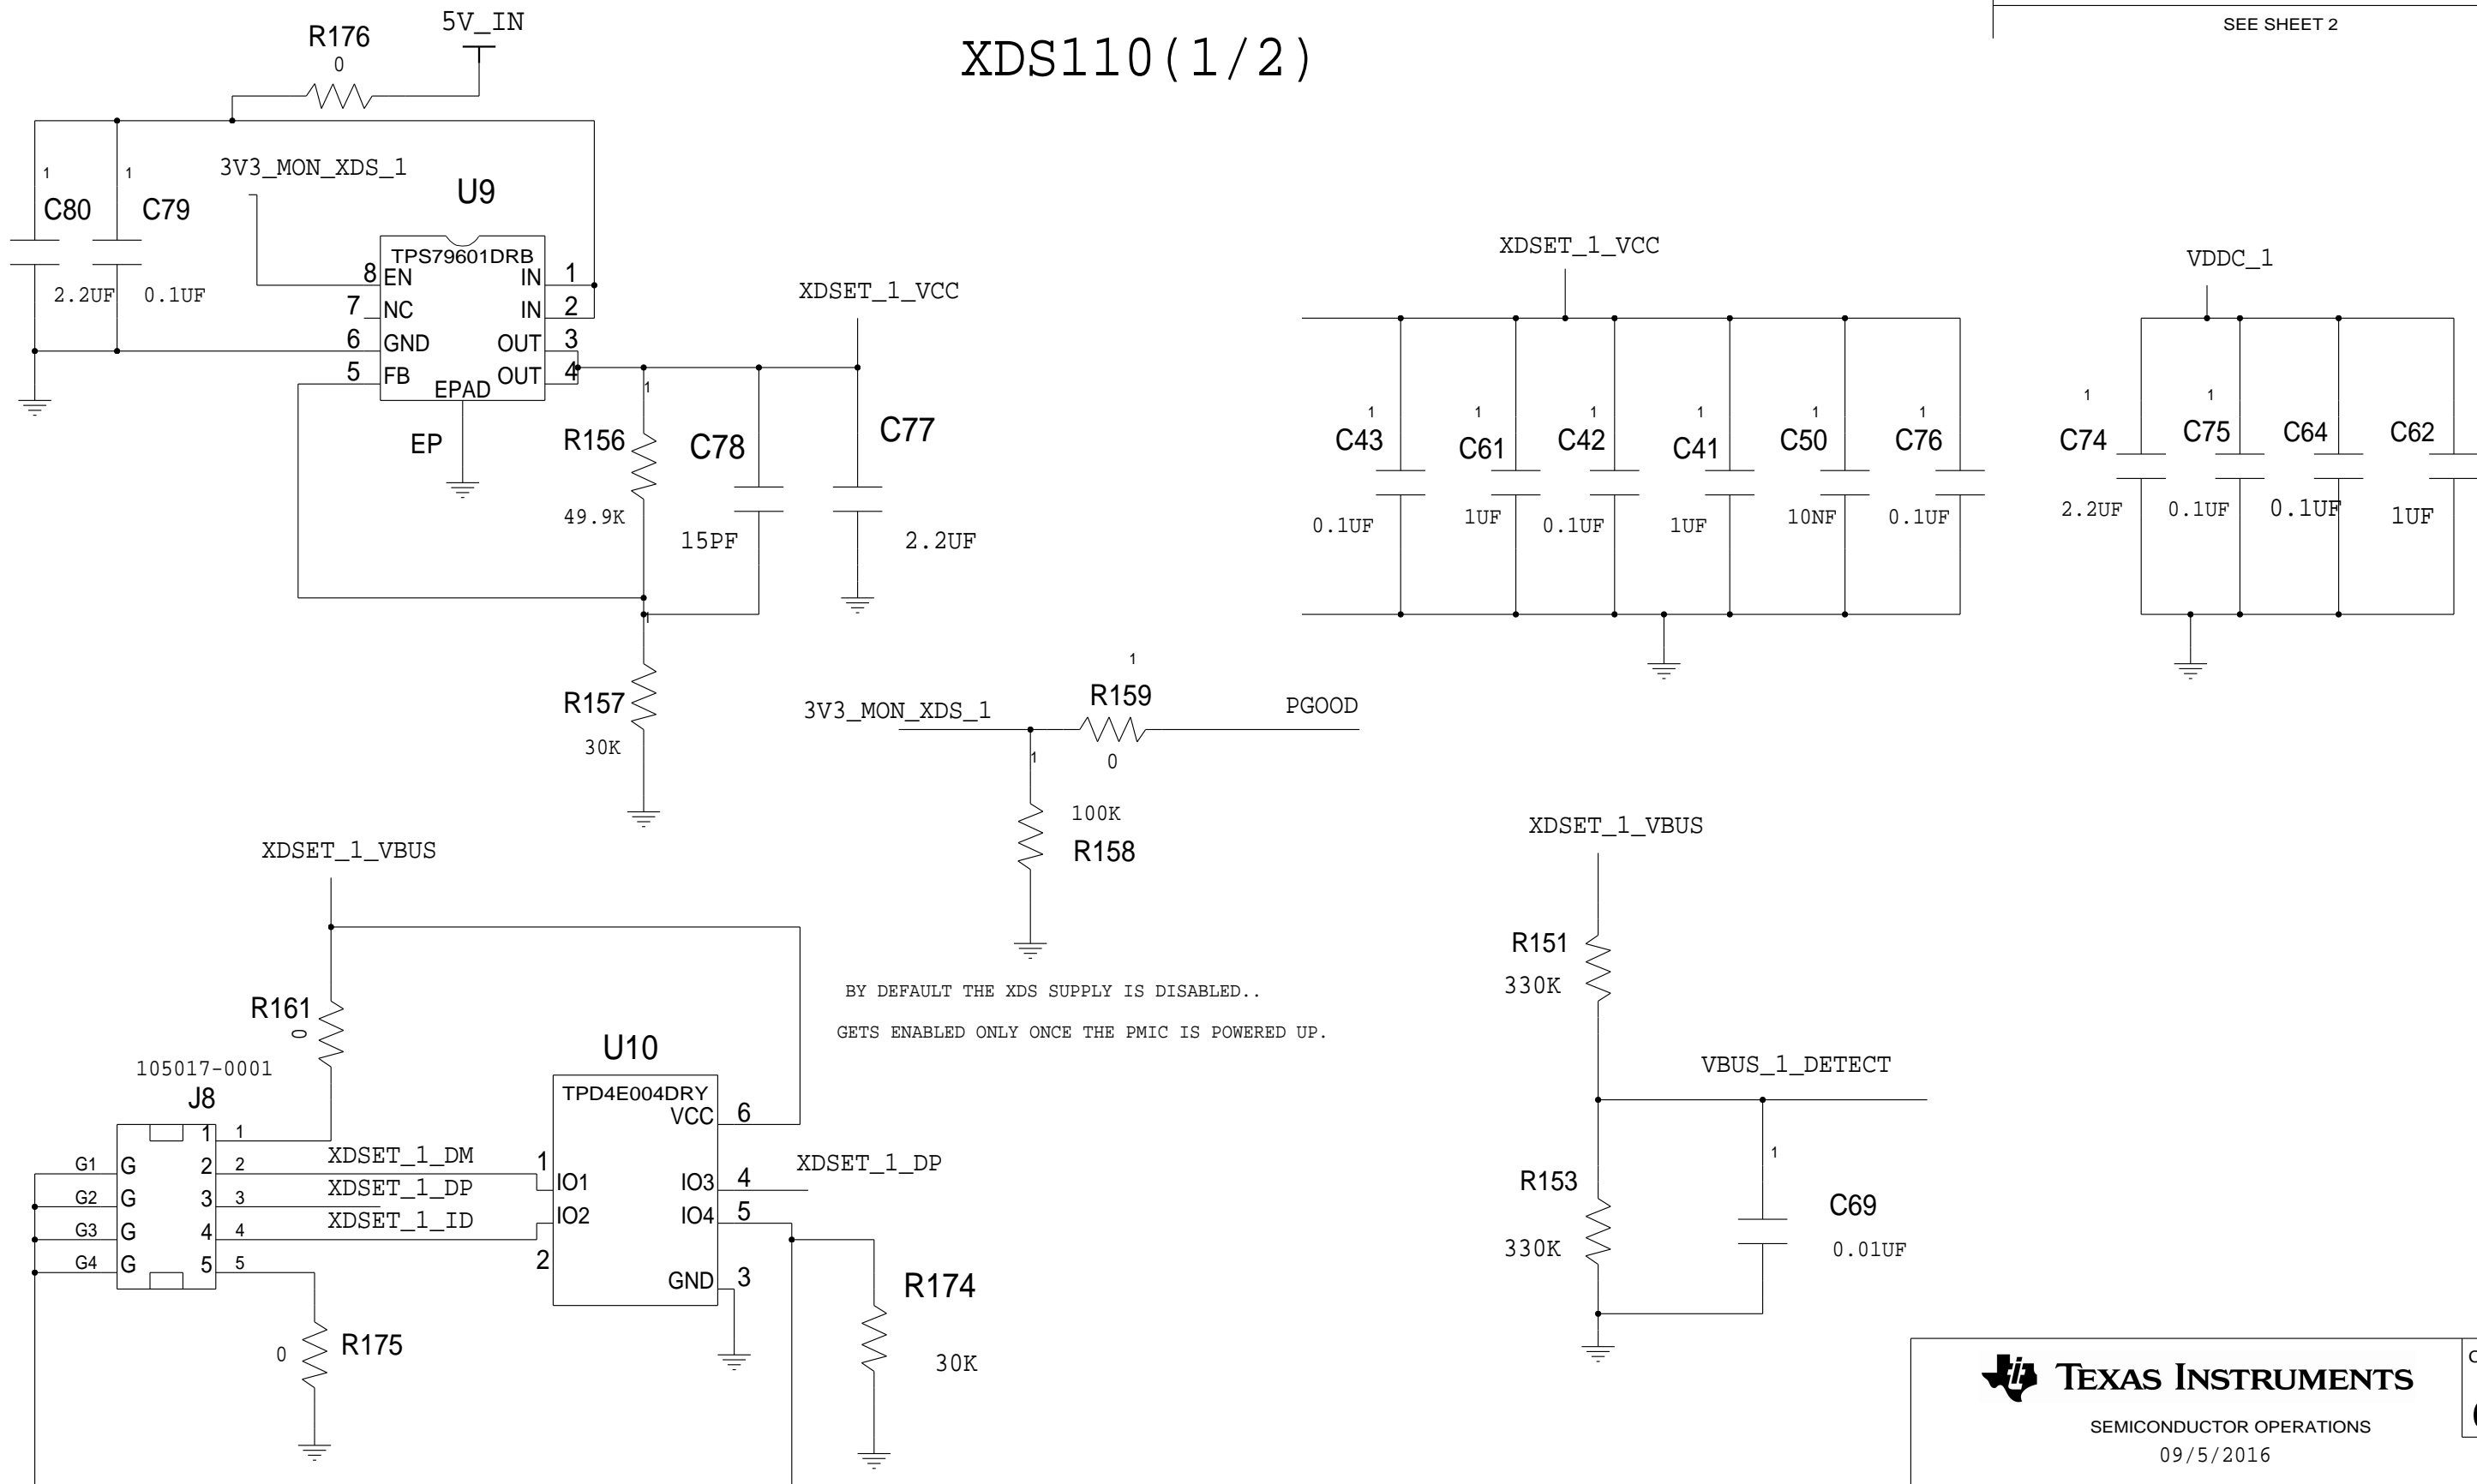 XDS110(1/2)
SEE SHEET 2
5V_IN
R176
0
3V3_MON_XDS_1
1
C80
2.2UF
1
C79
0.1UF
U9
TPS79601DRB
8 EN
7 NC
6 GND
5 FB
IN 1
IN 2
OUT 3
OUT 4
EPAD
EP
XDSET_1_VCC
1
R156
49.9K
C78
15PF
C77
2.2UF
1
R157
30K
XDSET_1_VCC
1
C43
0.1UF
1
C61
1UF
1
C42
0.1UF
1
C41
1UF
1
C50
10NF
1
C76
0.1UF
VDDC_1
1
C74
2.2UF
1
C75
0.1UF
C64
0.1UF
C62
1UF
3V3_MON_XDS_1
1
R159
0
PGOOD
1
100K
R158
BY DEFAULT THE XDS SUPPLY IS DISABLED..
GETS ENABLED ONLY ONCE THE PMIC IS POWERED UP.
XDSET_1_VBUS
R161
0
105017-0001
J8
G1 G
G2 G
G3 G
G4 G
1 1
2 2
3 3
4 4
5 5
XDSET_1_DM
XDSET_1_DP
XDSET_1_ID
R175
0
U10
TPD4E004DRY
VCC 6
1
IO1
IO2
2
IO3 4
IO4 5
GND 3
XDSET_1_DP
R174
30K
XDSET_1_VBUS
R151
330K
VBUS_1_DETECT
R153
330K
1
C69
0.01UF
TEXAS INSTRUMENTS
SEMICONDUCTOR OPERATIONS
09/5/2016